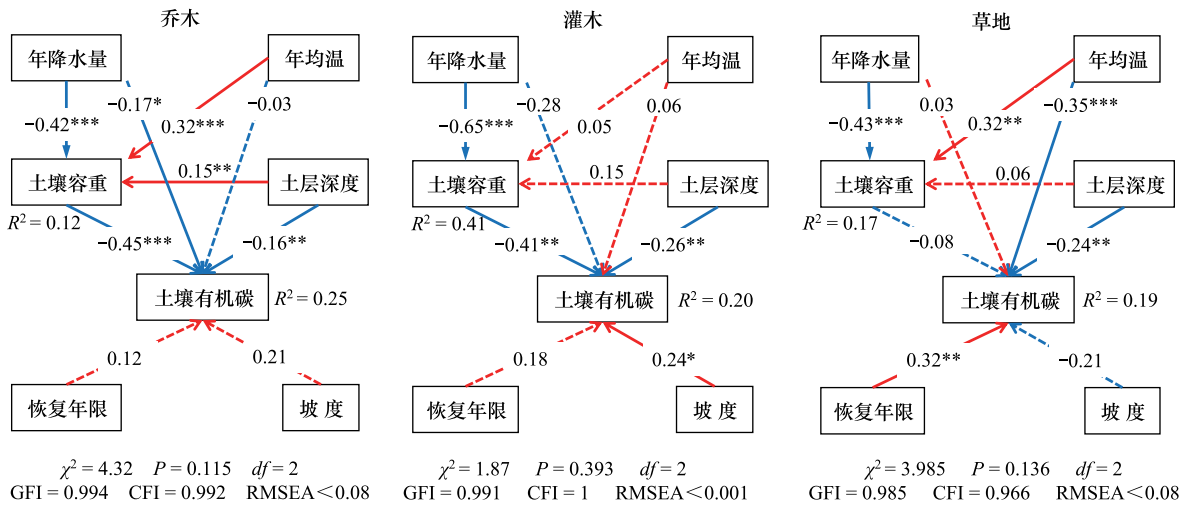 乔木
年降水量
年均温
−0.17*
−0.03
−0.42***
0.32***
土壤容重
0.15**
土层深度
R² = 0.12
−0.45***
−0.16**
土壤有机碳
R² = 0.25
0.12
0.21
恢复年限
坡 度
χ² = 4.32 P = 0.115 df = 2
GFI = 0.994 CFI = 0.992 RMSEA＜0.08
灌木
年降水量
年均温
−0.28
0.06
−0.65***
0.05
土壤容重
0.15
土层深度
R² = 0.41
−0.41**
−0.26**
土壤有机碳
R² = 0.20
0.18
0.24*
恢复年限
坡 度
χ² = 1.87 P = 0.393 df = 2
GFI = 0.991 CFI = 1 RMSEA＜0.001
草地
年降水量
年均温
0.03
−0.35***
−0.43***
0.32**
土壤容重
0.06
土层深度
R² = 0.17
−0.08
−0.24**
土壤有机碳
R² = 0.19
0.32**
−0.21
恢复年限
坡 度
χ² = 3.985 P = 0.136 df = 2
GFI = 0.985 CFI = 0.966 RMSEA＜0.08